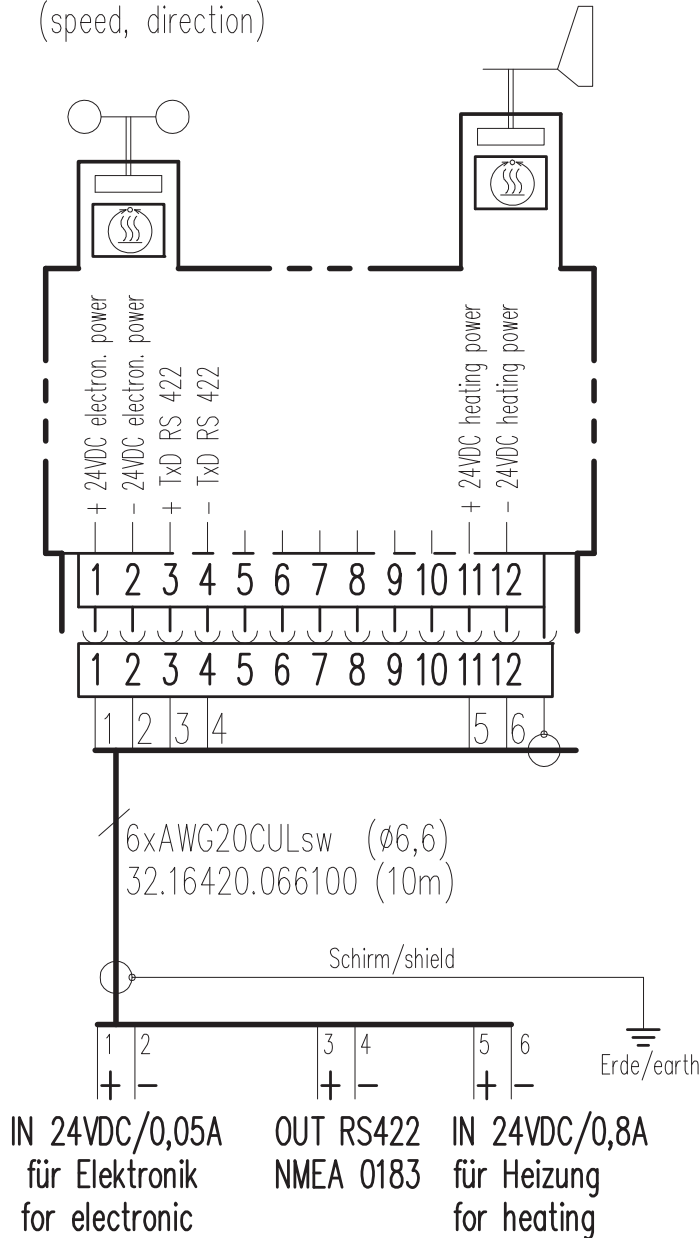 (speed, direction)
+ 24VDC electron. power
- 24VDC electron. power
+ TxD RS 422
- TxD RS 422
+ 24VDC heating power
- 24VDC heating power
1 2 3 4 5 6 7 8 9 10 11 12
1 2 3 4 5 6 7 8 9 10 11 12
1 2 3 4 5 6
6xAWG20CULsw (Ø6,6)
32.16420.066100 (10m)
Schirm/shield
1 2 3 4 5 6
Erde/earth
+ - + - + -
IN 24VDC/0,05A
für Elektronik
for electronic
OUT RS422
NMEA 0183
IN 24VDC/0,8A
für Heizung
for heating